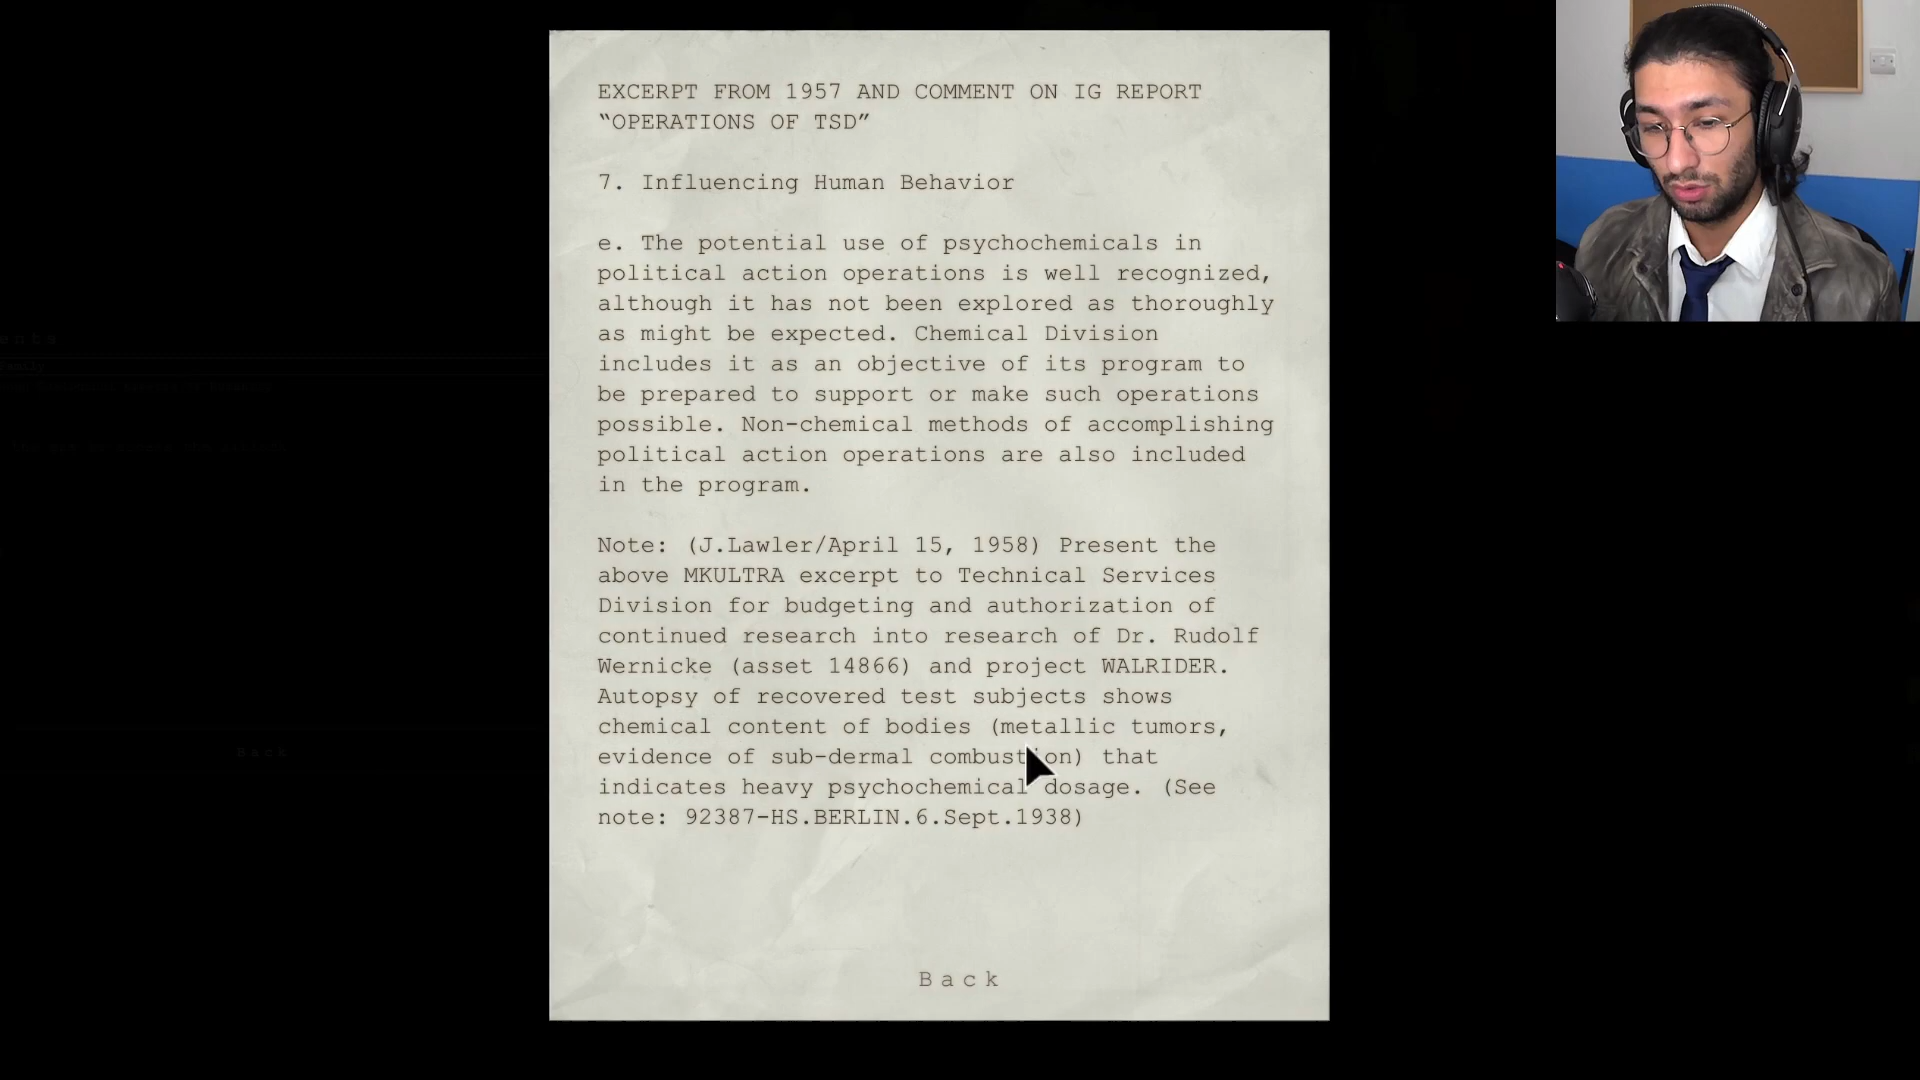 EXCERPT FROM 1957 AND COMMENT ON IG REPORT
“OPERATIONS OF TSD”
7. Influencing Human Behavior
e. The potential use of psychochemicals in
political action operations is well recognized,
although it has not been explored as thoroughly
as might be expected. Chemical Division
includes it as an objective of its program to
be prepared to support or make such operations
possible. Non-chemical methods of accomplishing
political action operations are also included
in the program.
Note: (J.Lawler/April 15, 1958) Present the
above MKULTRA excerpt to Technical Services
Division for budgeting and authorization of
continued research into research of Dr. Rudolf
Wernicke (asset 14866) and project WALRIDER.
Autopsy of recovered test subjects shows
chemical content of bodies (metallic tumors,
evidence of sub-dermal combustion) that
indicates heavy psychochemical dosage. (See
note: 92387-HS.BERLIN.6.Sept.1938)
Back
Back